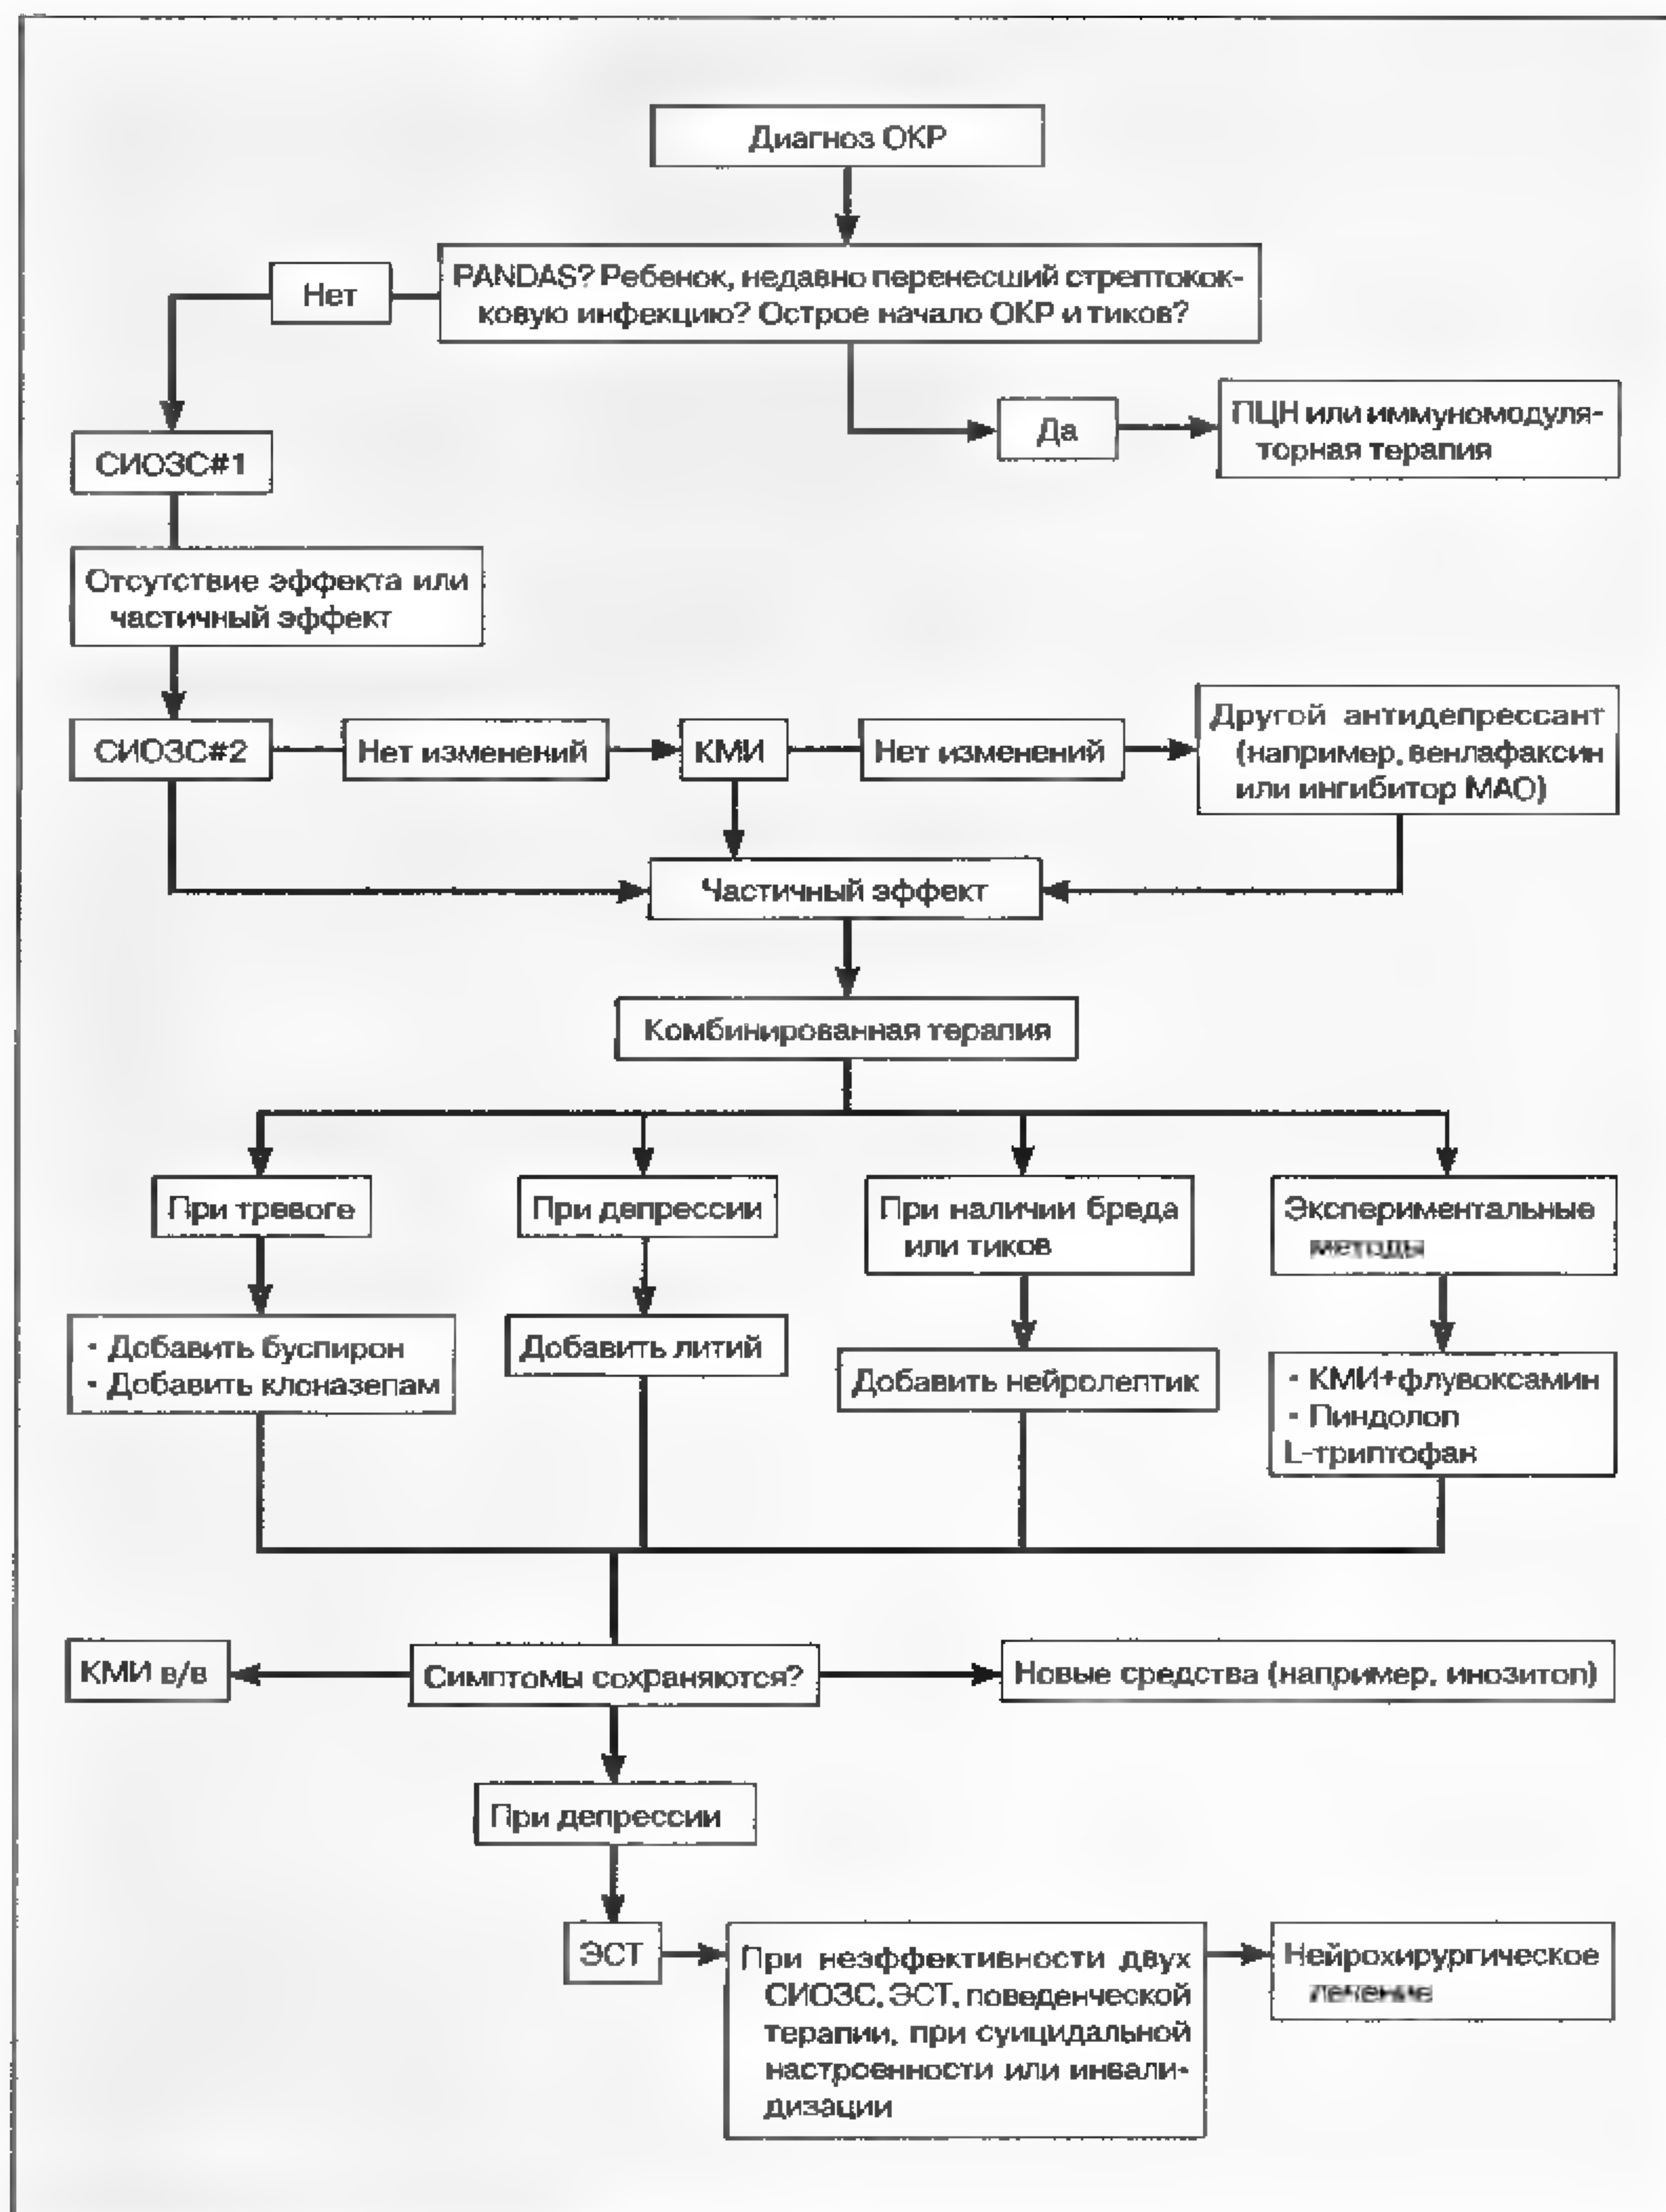 Диагноз ОКР
PANDAS? Ребенок, недавно перенесший стрептокок-
ковую инфекцию? Острое начало ОКР и тиков?
Нет
Да
ПЦН или иммуномодуля-
торная терапия
СИОЗС#1
Отсутствие эффекта или
частичный эффект
СИОЗС#2
Нет изменений
КМИ
Нет изменений
Другой антидепрессант
(например, венлафаксин
или ингибитор МАО)
Частичный эффект
Комбинированная терапия
При тревоге
При депрессии
При наличии бреда
или тиков
Экспериментальные
методы
- Добавить буспирон
- Добавить клоназепам
Добавить литий
Добавить нейролептик
- КМИ+флувоксамин
- Пиндолол
L-триптофан
КМИ в/в
Симптомы сохраняются?
Новые средства (например, инозитол)
При депрессии
ЭСТ
При неэффективности двух
СИОЗС, ЭСТ, поведенческой
терапии, при суицидальной
настроенности или инвали-
дизации
Нейрохирургическое
лечение